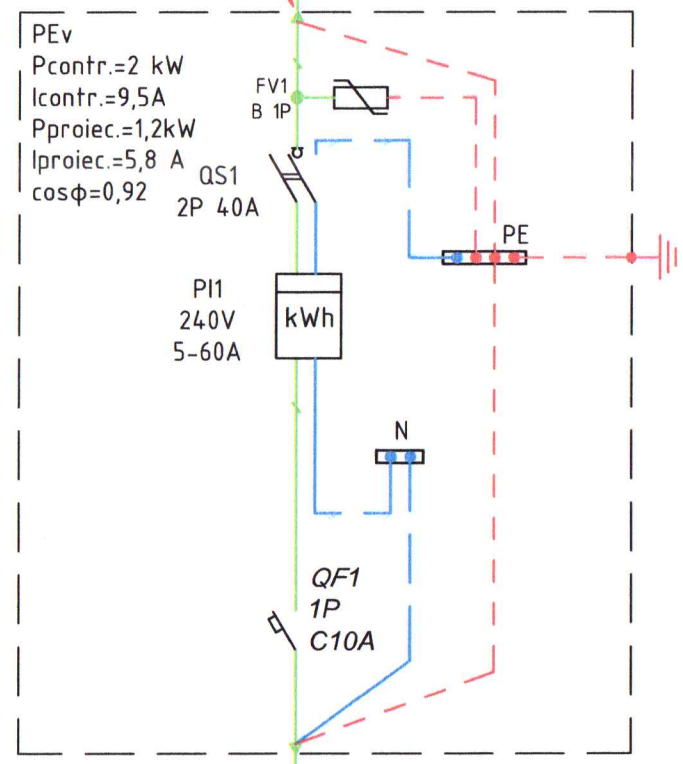 PEv
Pcontr.=2 kW
Icontr.=9,5A
Pproiec.=1,2kW
Iproiec.=5,8 A
cosϕ=0,92
FV1
B 1P
QS1
2P 40A
PE
PI1
240V
5-60A
kWh
N
QF1
1P
C10A